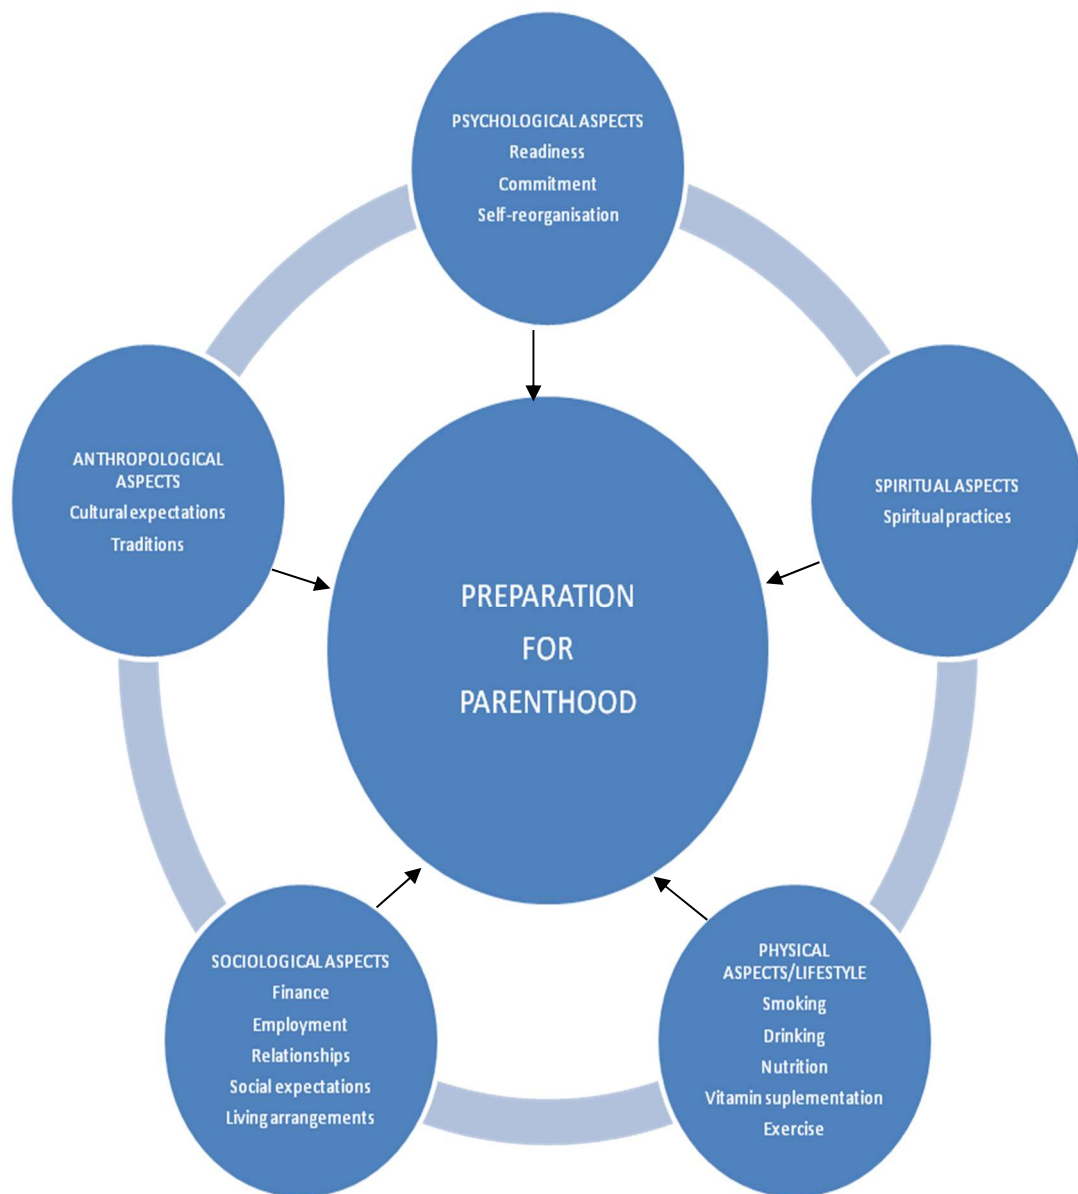 PSYCHOLOGICAL ASPECTS
Readiness
Commitment
Self-reorganisation
ANTHROPOLOGICAL
ASPECTS
Cultural expectations
Traditions
SPIRITUAL ASPECTS
Spiritual practices
PREPARATION
FOR
PARENTHOOD
SOCIOLOGICAL ASPECTS
Finance
Employment
Relationships
Social expectations
Living arrangements
PHYSICAL
ASPECTS/LIFESTYLE
Smoking
Drinking
Nutrition
Vitamin suplementation
Exercise